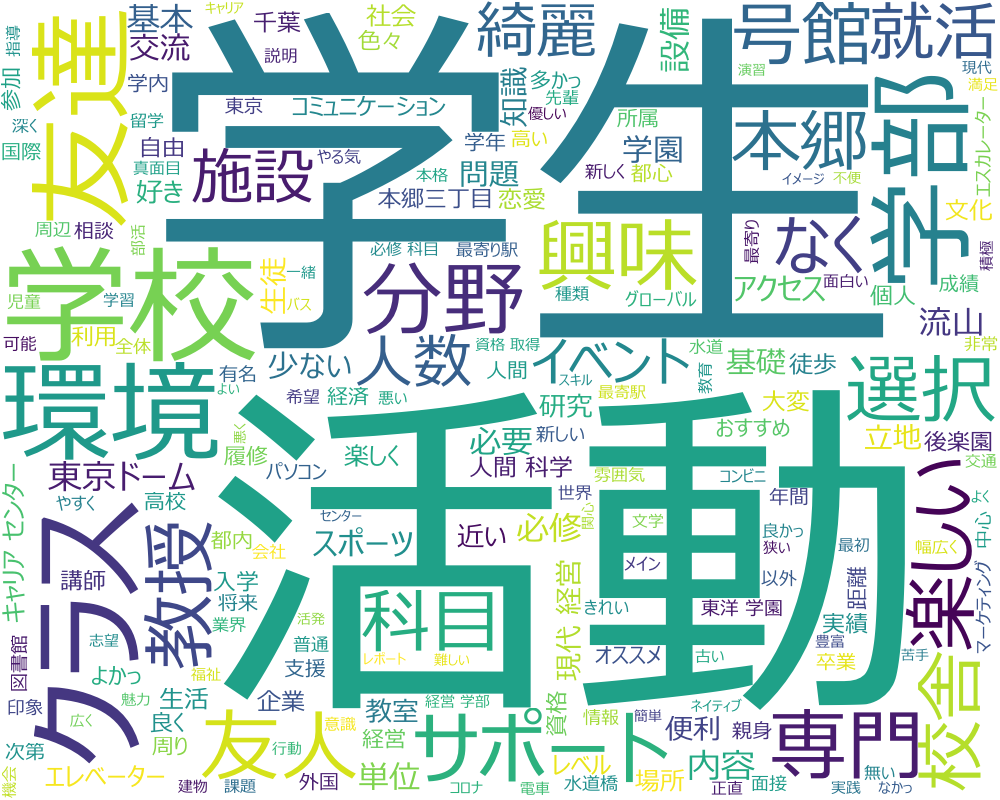 キャリア
指導
基本
千葉
社会
色々
綺麗
設備
号館
就活
演習
現代
満足
友達
参加
交流
学内
説明
学生
コミュニケーション
知識
多かっ
先輩
優しい
所属
本郷
学部
エスカレーター
深く
国際
留学
東京
自由
真面目
好き
施設
やる気
学年
高い
本格
問題
新しく
学園
都心
イメージ
不便
文化
周辺
相談
部活
本郷三丁目
恋愛
必修 科目
最寄り駅
興味
最寄り
なく
面白い
積極
学校
生徒
一緒
バス
分野
種類
グローバル
アクセス
個人
成績
児童
学習
可能
利用
全体
流山
非常
少ない
人数
資格 取得
人間
イベント
水道
教育
基礎
徒歩
選択
環境
有名
よい
希望
経済
悪い
スキル
最寄駅
大変
活動
必要
研究
新しい
おすすめ
立地
後楽園
交通
悪く
履修
楽しく
パソコン
人間 科学
雰囲気
コンビニ
年間
楽しい
東京ドーム
やすく
高校
都内
会社
センター
スポーツ
近い
必修
世界
関心
文学
良かっ
狭い
最初
幅広く
よく
中心
キャリア センター
クラス
講師
教授
入学
将来
業界
活発
科目
きれい
メイン
以外
距離
マーケティング
図書館
志望
福祉
普通
支援
レポート
難しい
現代 経営
オススメ
東洋 学園
古い
実績
豊富
卒業
苦手
印象
よかっ
魅力
生活
企業
教室
経営 学部
資格
ネイティブ
校舎
広く
良く
次第
周り
友人
意識
行動
経営
サポート
情報
簡単
便利
親身
専門
機会
エレベーター
建物
課題
外国
単位
コロナ
電車
レベル
水道橋
場所
内容
正直
面接
実践
無い
なかっ